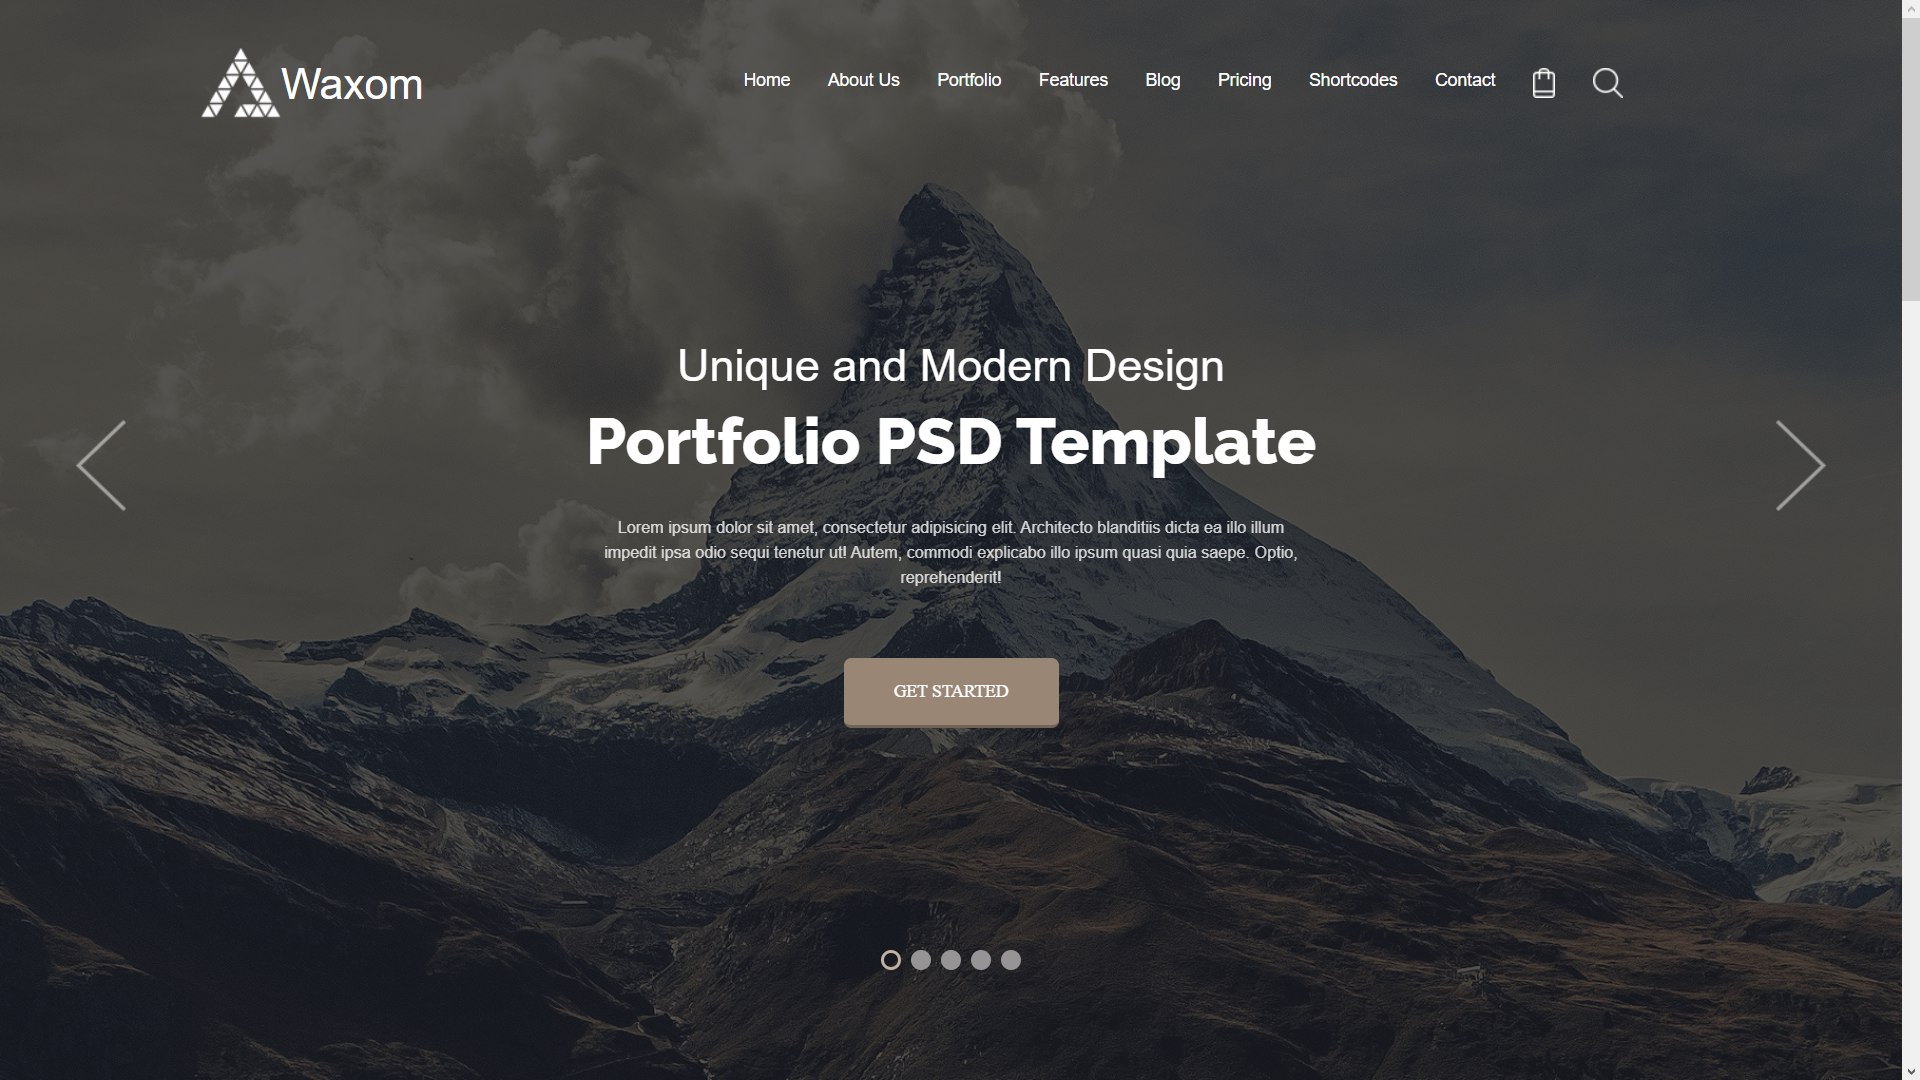 Waxom
Home About Us Portfolio Features Blog Pricing Shortcodes Contact
Unique and Modern Design
Portfolio PSD Template
Lorem ipsum dolor sit amet, consectetur adipisicing elit. Architecto blanditiis dicta ea illo illum
impedit ipsa odio sequi tenetur ut! Autem, commodi explicabo illo ipsum quasi quia saepe. Optio,
reprehenderit!
GET STARTED